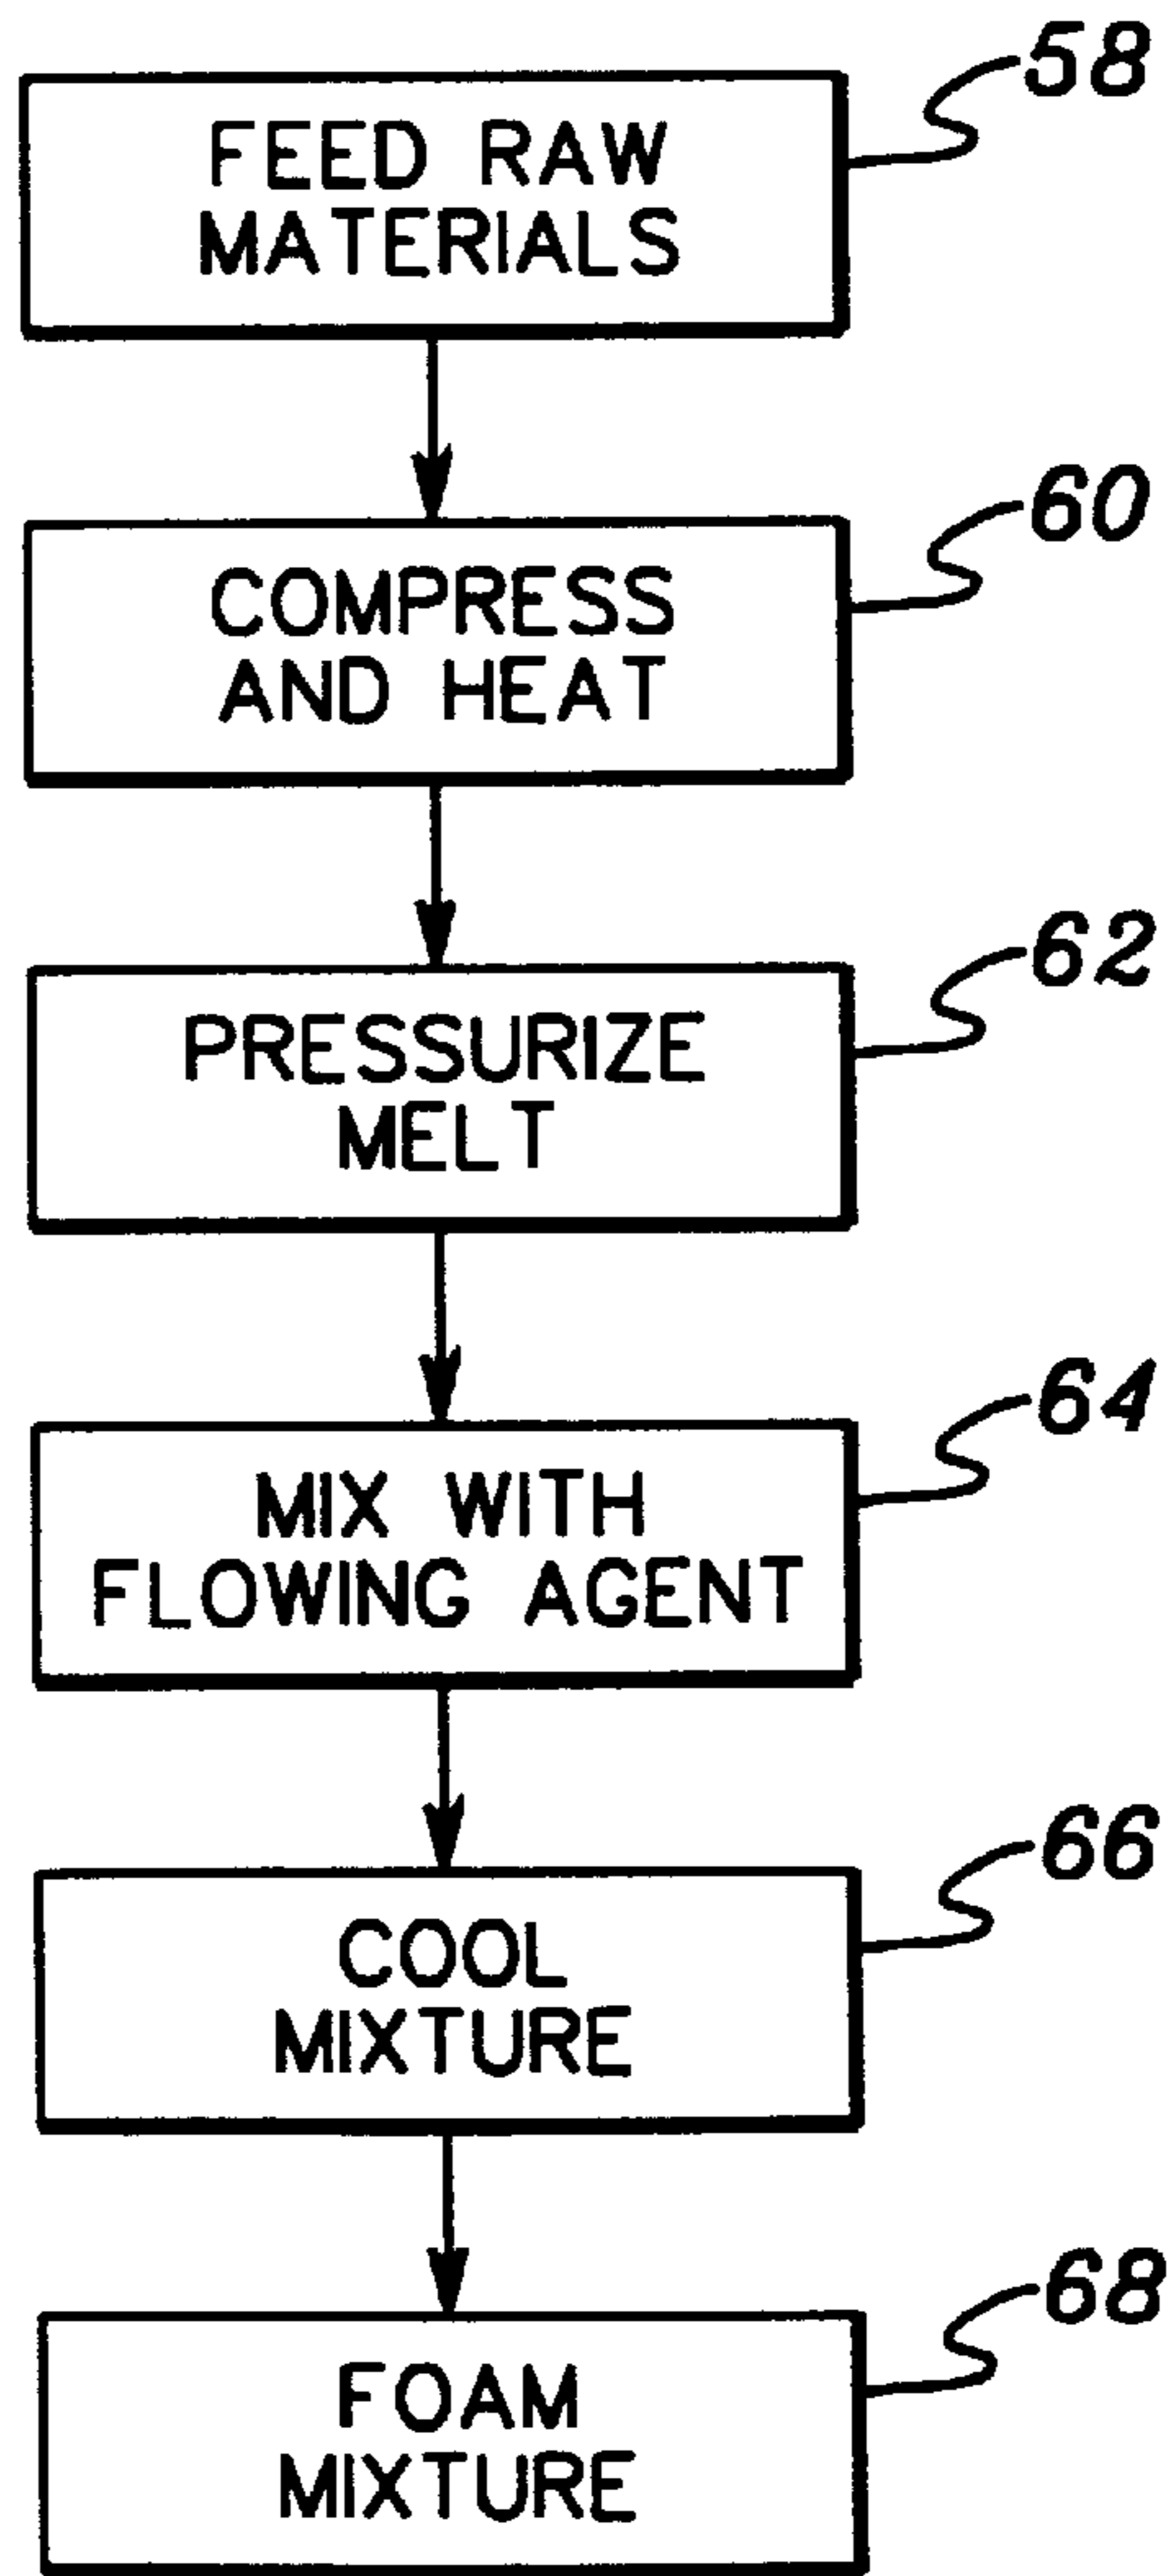 58
FEED RAW
MATERIALS
60
COMPRESS
AND HEAT
62
PRESSURIZE
MELT
64
MIX WITH
FLOWING AGENT
66
COOL
MIXTURE
68
FOAM
MIXTURE